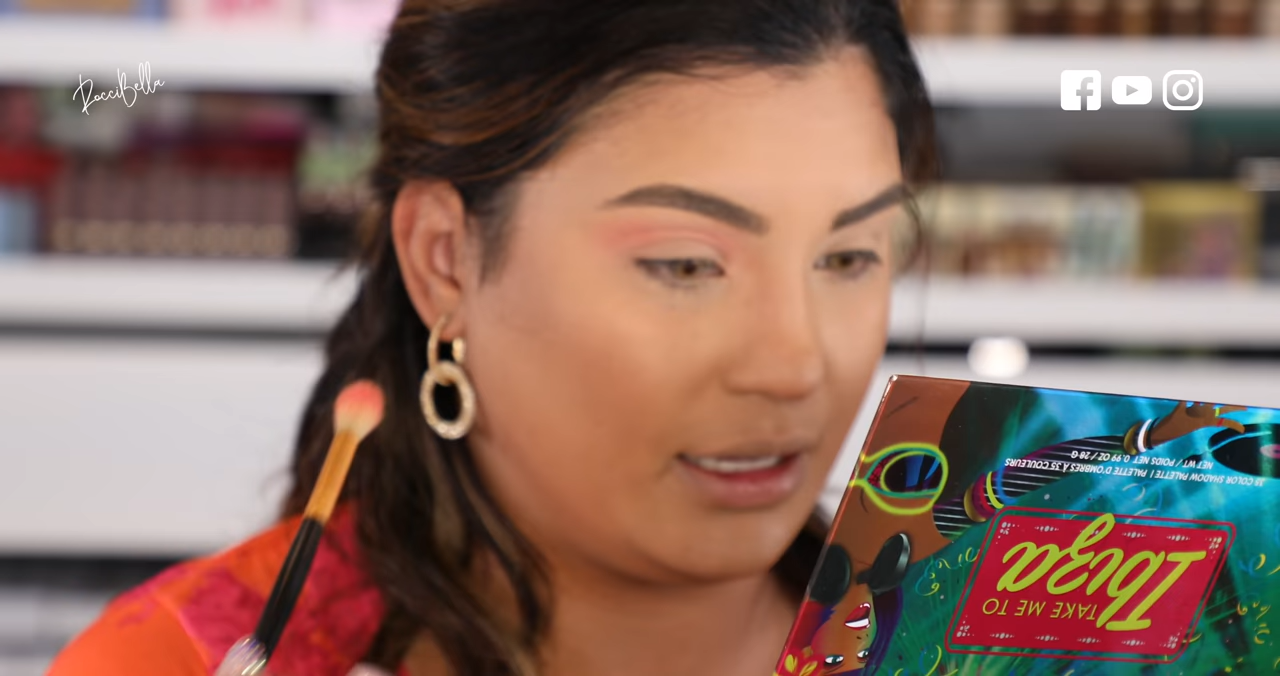 RocciBella
TAKE ME TO
Ibiza
COLOR SHADOW PALETTE | PALETTE D'OMBRES À 35 COULEURS
NET WT / POIDS NET 0.99 OZ / 28 G